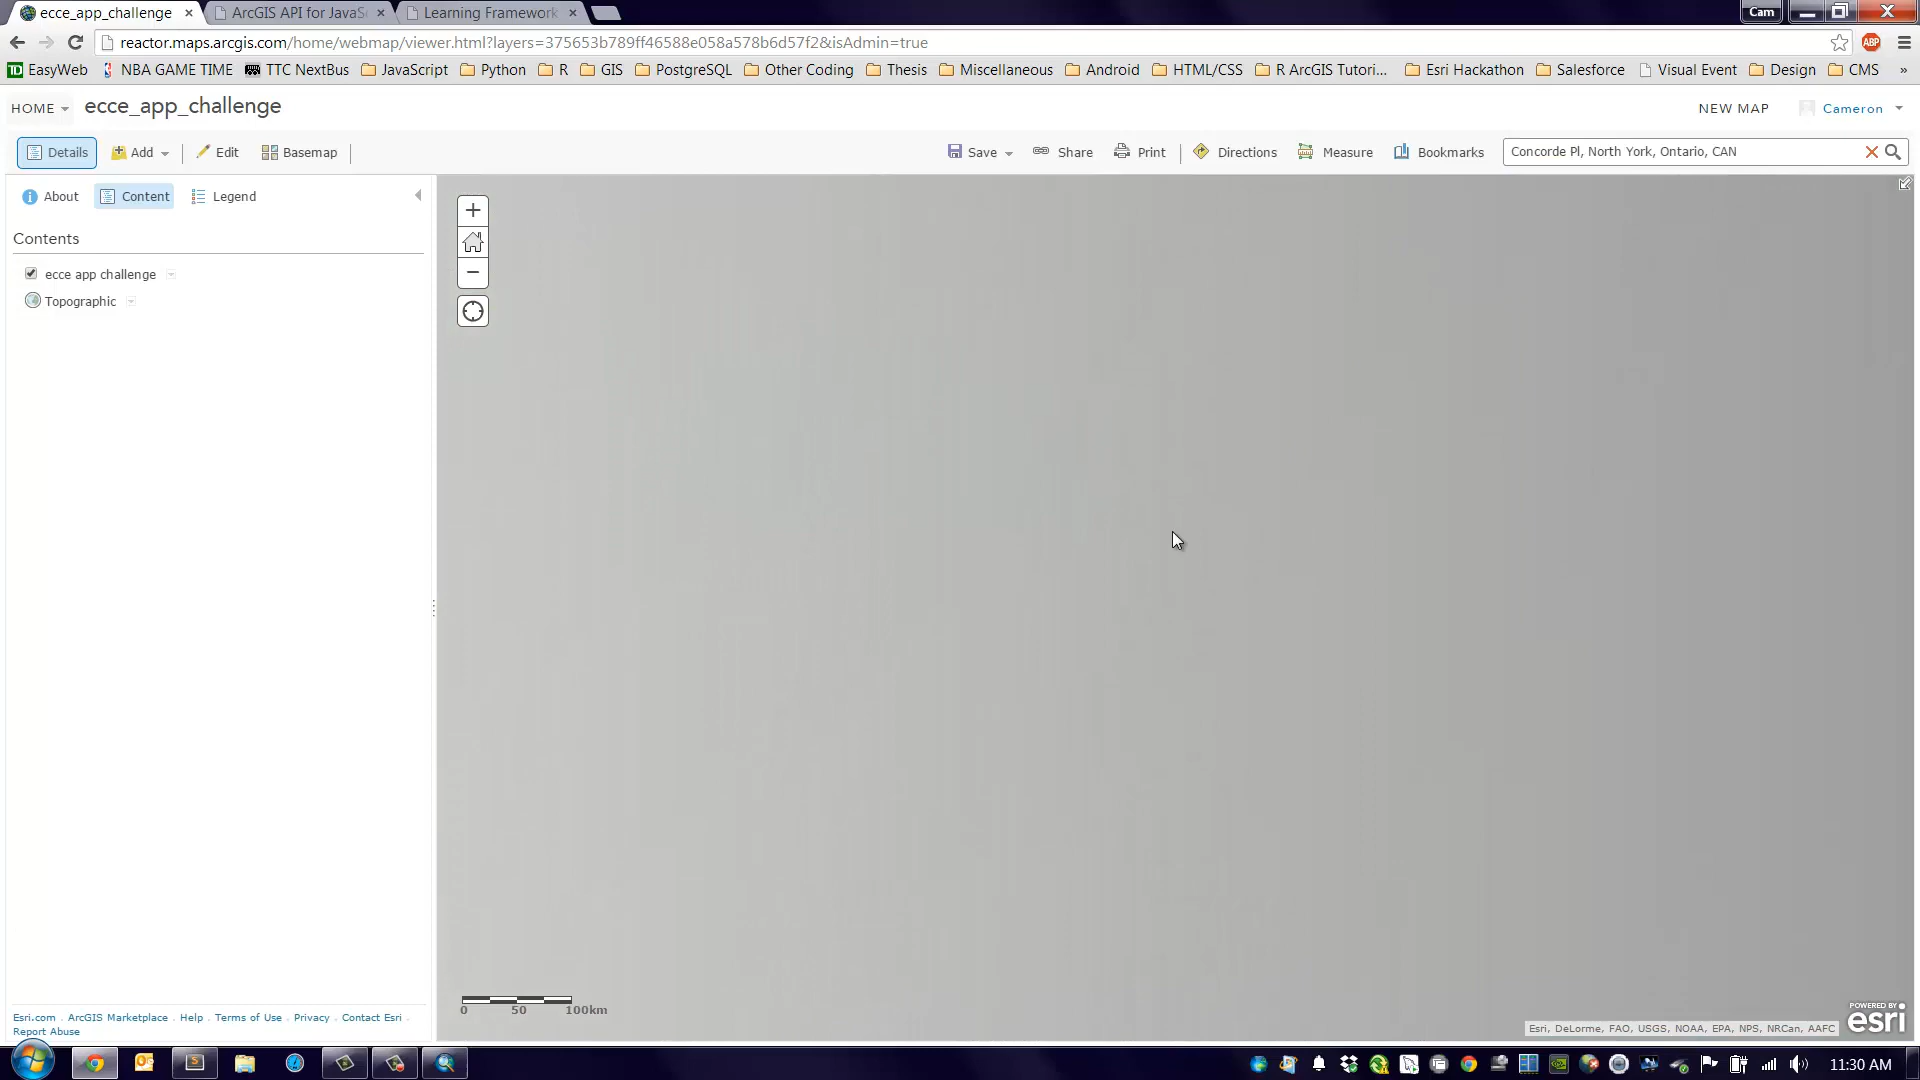 ecce_app_challenge
ArcGIS API for JavaSc
Learning Framework
Cam
reactor.maps.arcgis.com/home/webmap/viewer.html?layers=375653b789ff46588e058a578b6d57f2&isAdmin=true
ABP
TD EasyWeb NBA GAME TIME TTC NextBus JavaScript Python R GIS PostgreSQL Other Coding Thesis Miscellaneous Android HTML/CSS R ArcGIS Tutori... Esri Hackathon Salesforce Visual Event Design CMS »
HOME ecce_app_challenge NEW MAP Cameron
Details Add Edit Basemap Save Share Print Directions Measure Bookmarks Concorde Pl, North York, Ontario, CAN
About Content Legend
Contents
ecce app challenge
Topographic
0 50 100km
POWERED BY
esri
Esri, DeLorme, FAO, USGS, NOAA, EPA, NPS, NRCan, AAFC
Esri.com . ArcGIS Marketplace . Help . Terms of Use . Privacy . Contact Esri .
Report Abuse
11:30 AM